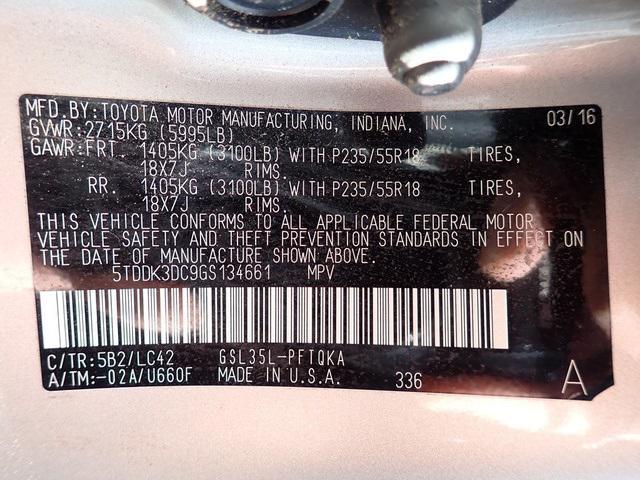 MFD.BY:TOYOTA MOTOR MANUFACTURING, INDIANA, INC. 03/16
GVWR:2715KG (5995LB)
GAWR:FRT. 1405KG (3100LB) WITH P235/55R18 TIRES,
18X7J RIMS.
RR. 1405KG (3100LB) WITH P235/55R18 TIRES,
18X7J RIMS.
THIS VEHICLE CONFORMS TO ALL APPLICABLE FEDERAL MOTOR
VEHICLE SAFETY AND THEFT PREVENTION STANDARDS IN EFFECT ON
THE DATE OF MANUFACTURE SHOWN ABOVE.
5TDDK3DC9GS134661 MPV
C/TR:5B2/LC42 GSL35L-PFTQKA
A/TM:-02A/U660F MADE IN U.S.A. 336 A